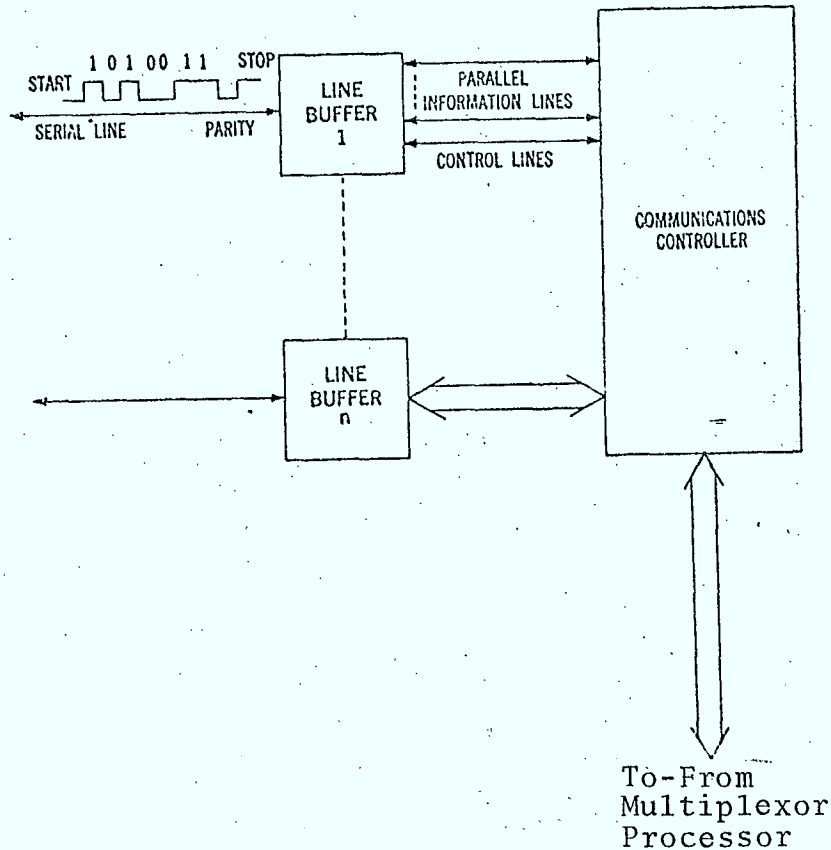 1 0 1 00 1 1 STOP
START
SERIAL LINE PARITY
LINE
BUFFER
1
PARALLEL
INFORMATION LINES
CONTROL LINES
COMMUNICATIONS
CONTROLLER
LINE
BUFFER
n
To-From
Multiplexor
Processor